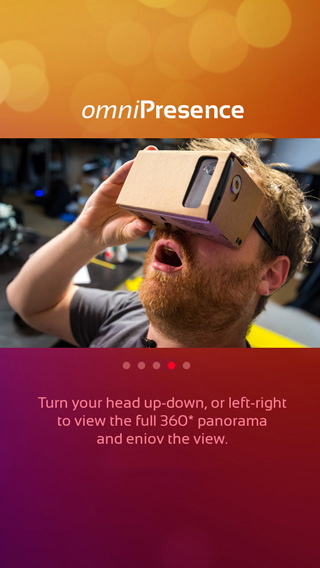 omniPresence
Turn your head up-down, or left-right
to view the full 360° panorama
and enjoy the view.